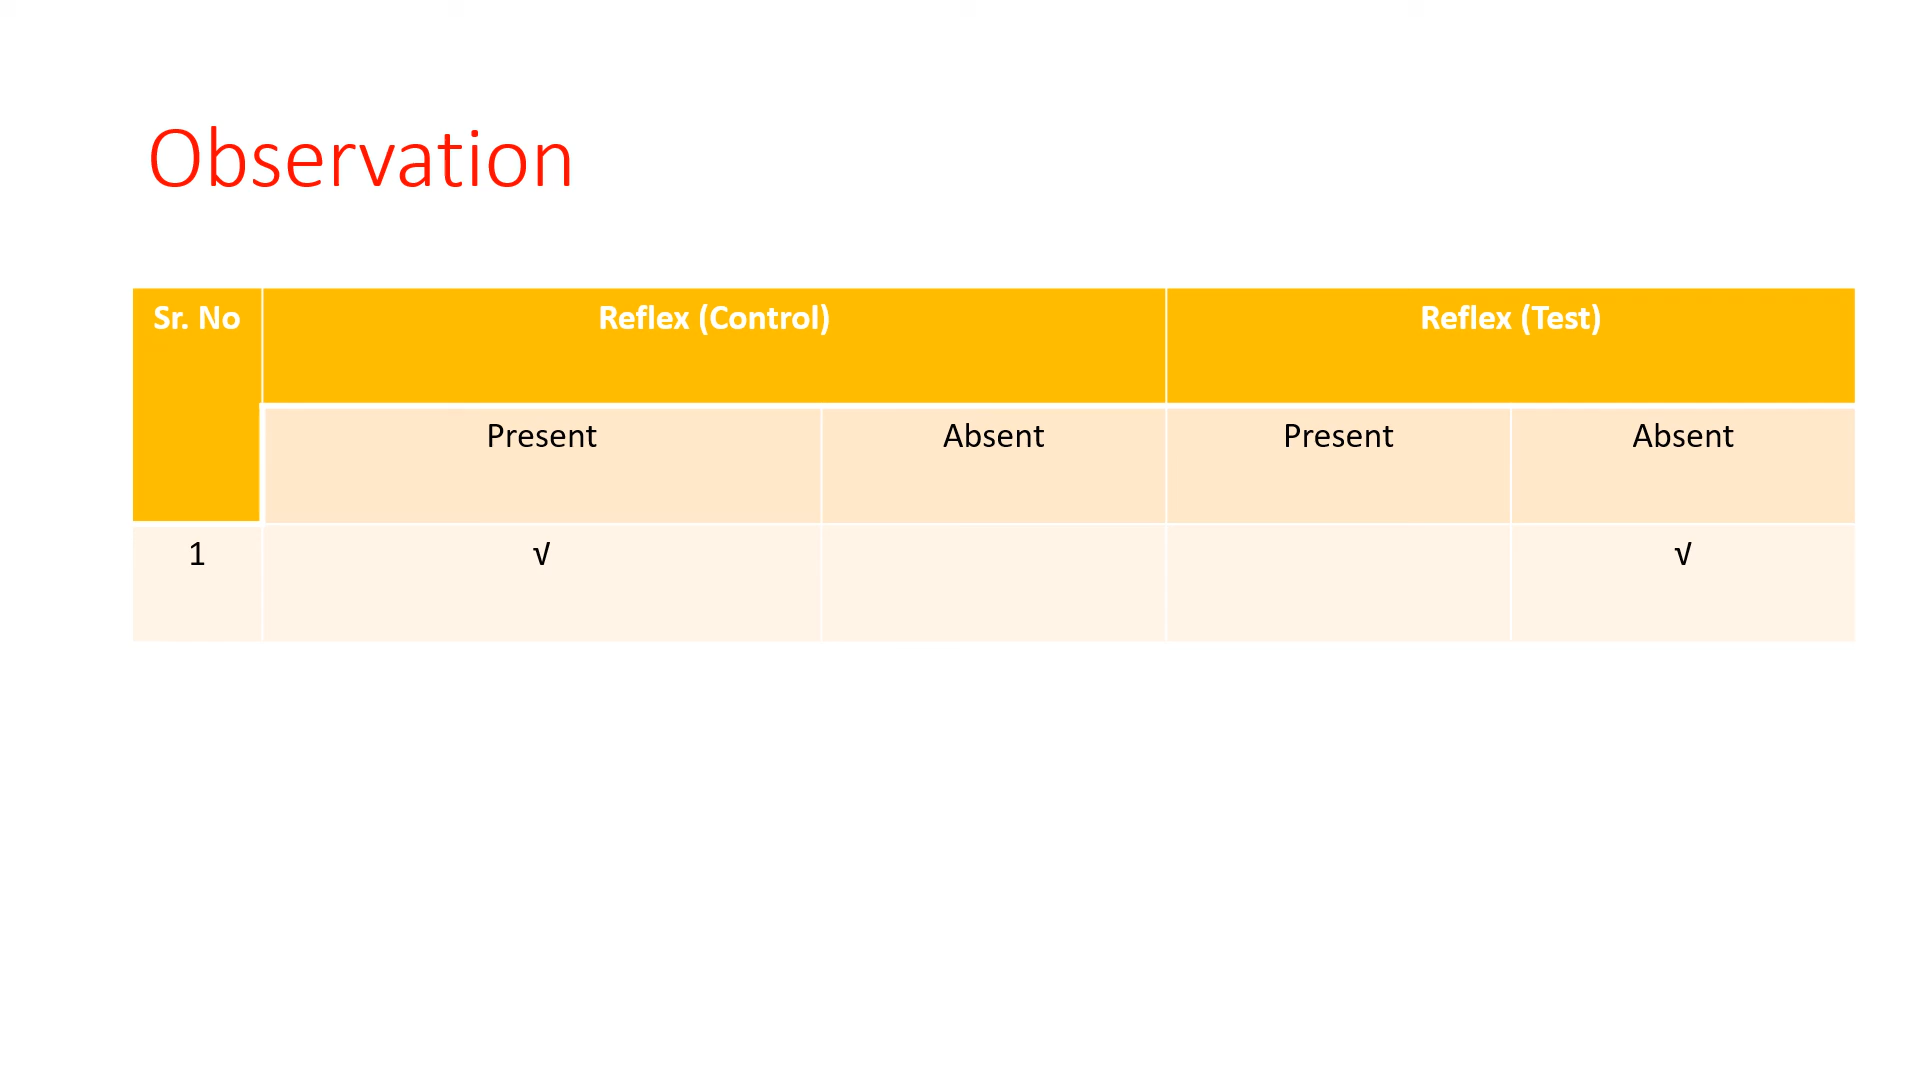 Observation
Sr. No Reflex (Control) Reflex (Test)
Present Absent Present Absent
1 √ √